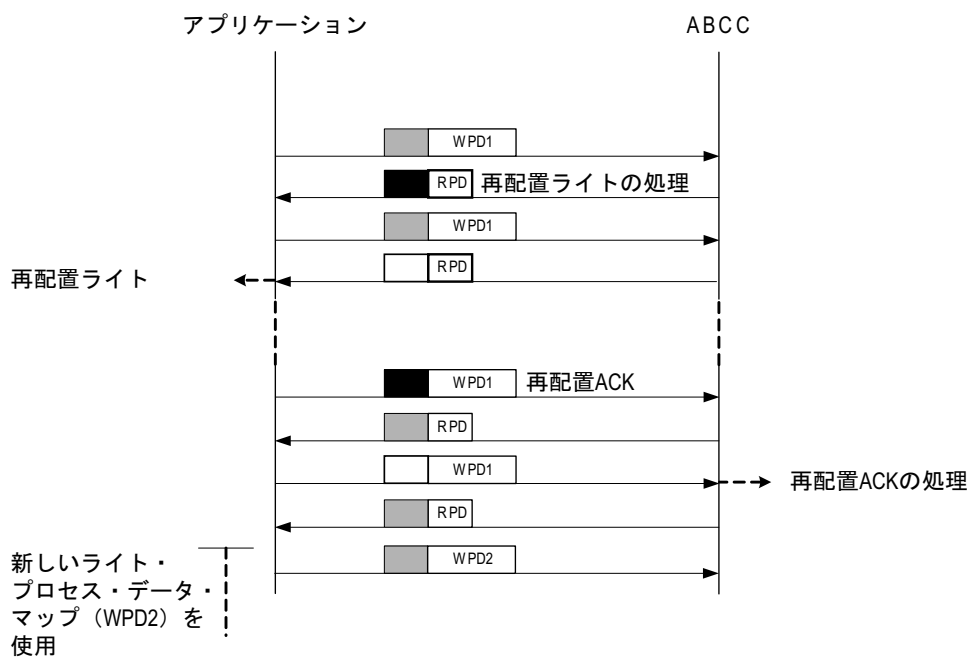 アプリケーション
ABCC
WPD1
RPD 再配置ライトの処理
WPD1
RPD
再配置ライト
WPD1 再配置ACK
RPD
WPD1
再配置ACKの処理
RPD
WPD2
新しいライト・
プロセス・データ・
マップ（WPD2）を
使用